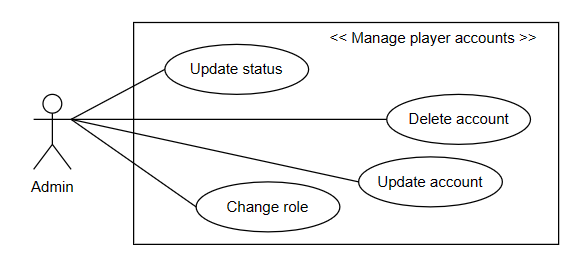 << Manage player accounts >>
Update status
Delete account
Update account
Admin
Change role